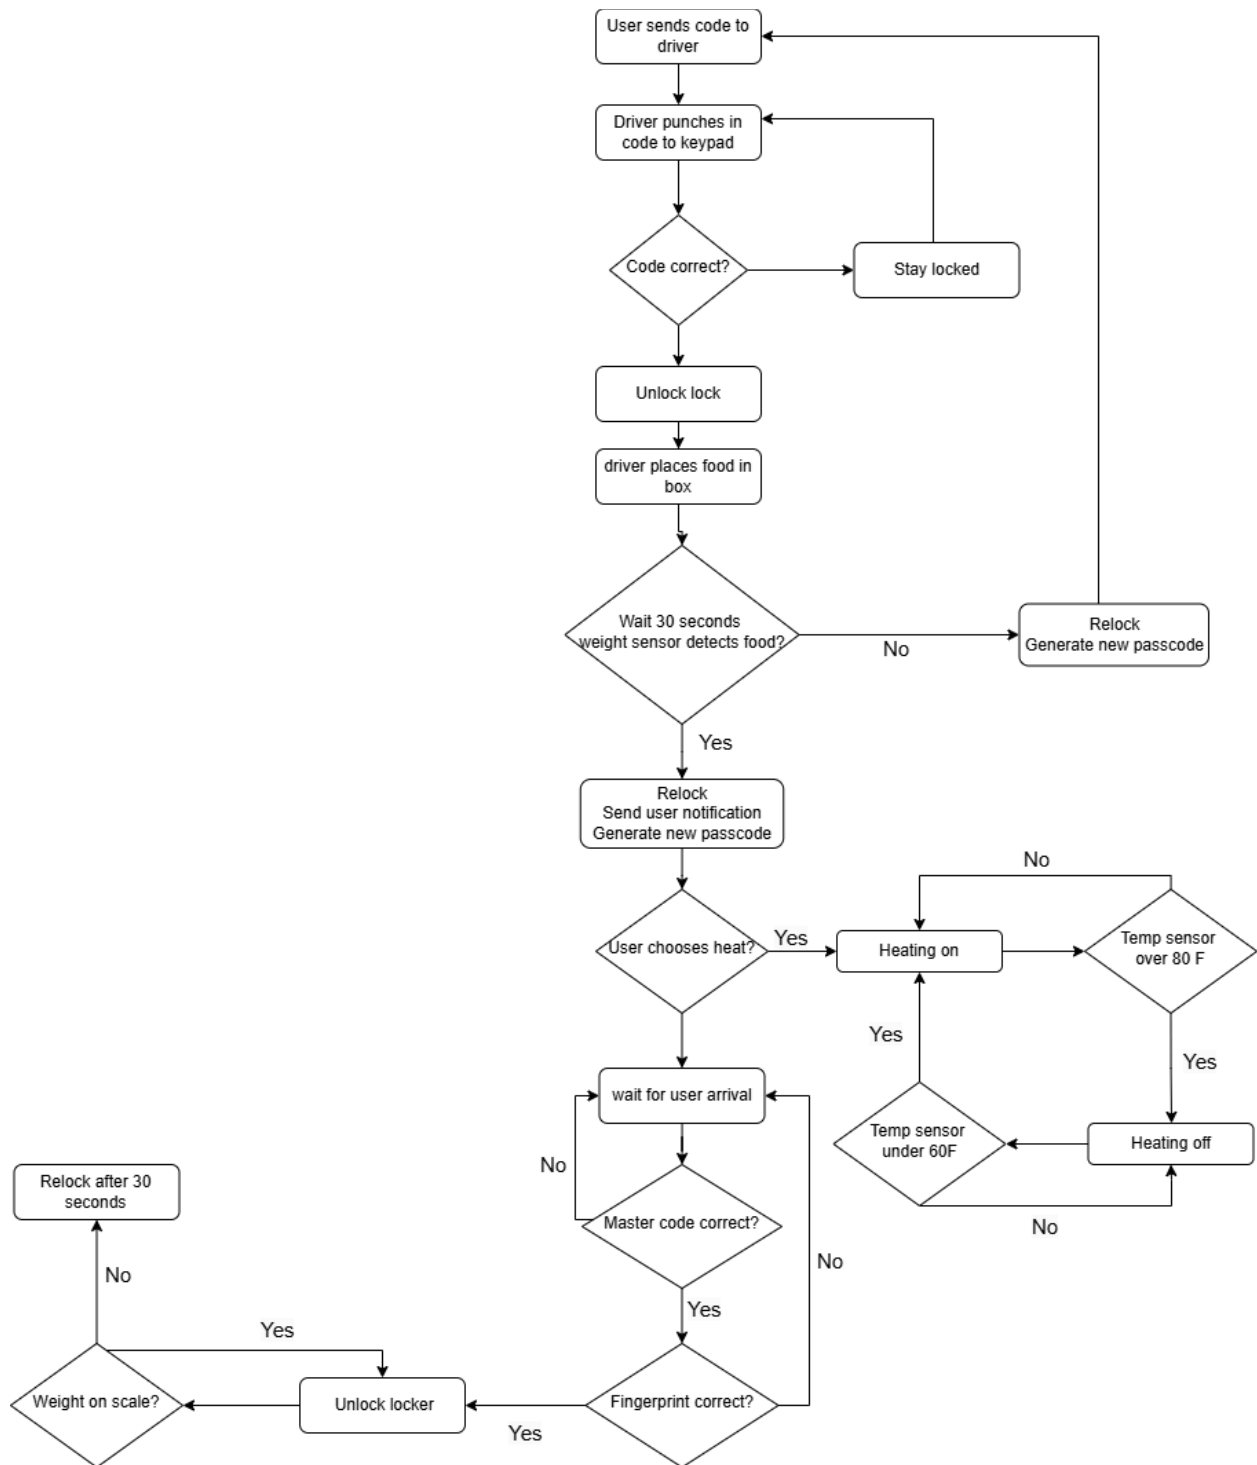 User sends code to
driver
Driver punches in
code to keypad
Code correct?
Stay locked
Unlock lock
driver places food in
box
Wait 30 seconds
weight sensor detects food?
No
Relock
Generate new passcode
Yes
Relock
Send user notification
Generate new passcode
No
User chooses heat?
Yes
Heating on
Temp sensor
over 80 F
Yes
Yes
wait for user arrival
Temp sensor
under 60F
Heating off
No
No
Relock after 30
seconds
Master code correct?
No
No
Yes
Yes
Weight on scale?
Unlock locker
Yes
Fingerprint correct?